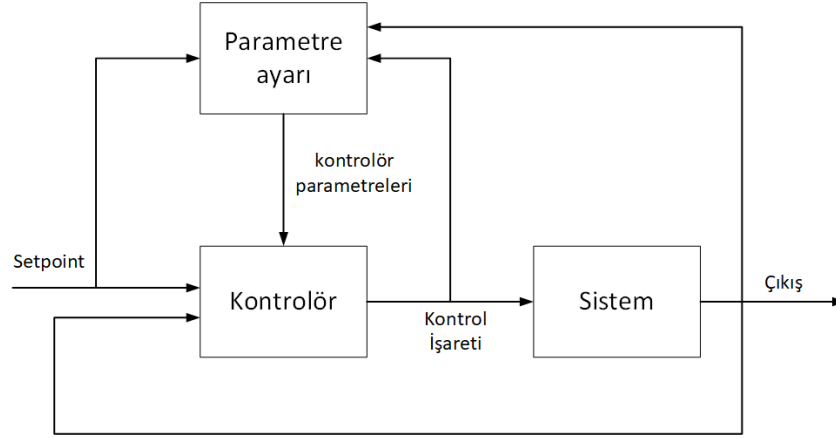 Parametre
ayarı
kontrolör
parametreleri
Setpoint
Kontrolör
Kontrol
İşareti
Sistem
Çıkış